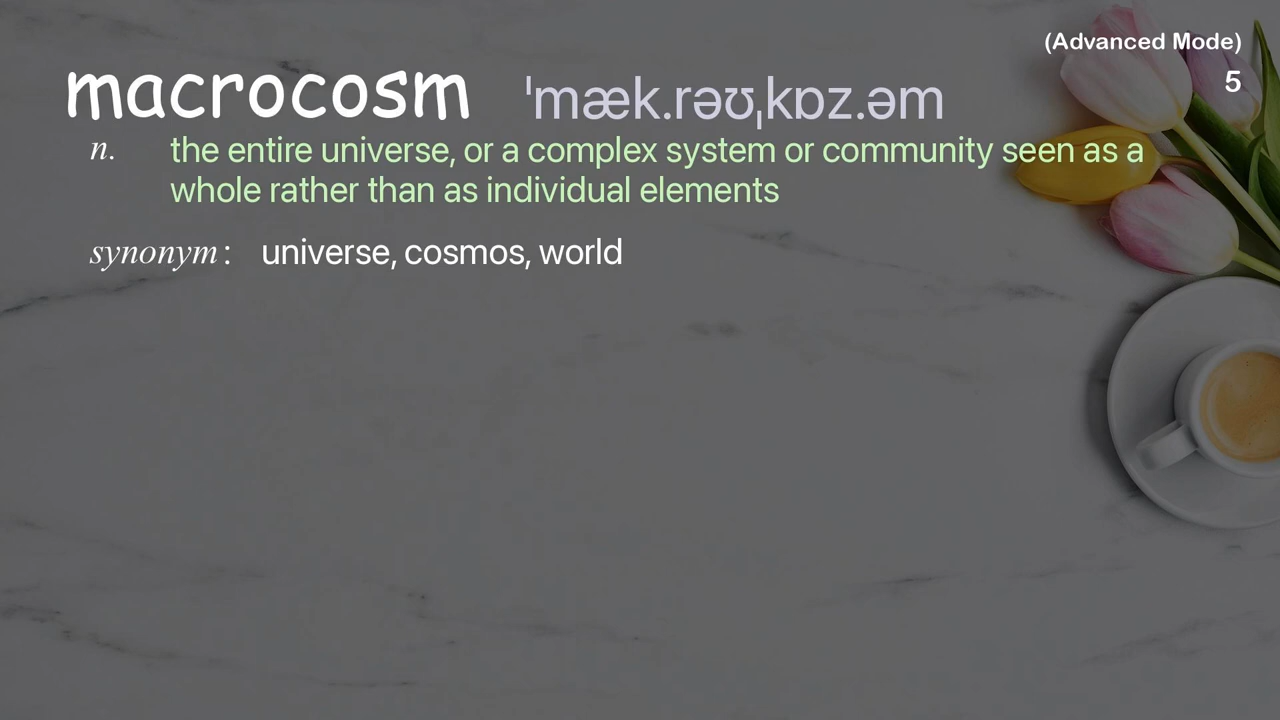 (Advanced Mode)
5
macrocosm ˈmæk.rəʊˌkɒz.əm
n. the entire universe, or a complex system or community seen as a
whole rather than as individual elements
synonym: universe, cosmos, world